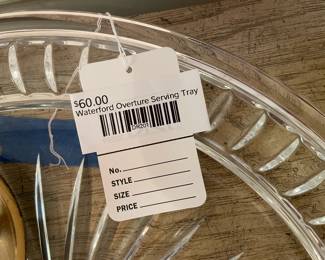 $60.00
Waterford Overture Serving Tray
No.
STYLE
SIZE
PRICE